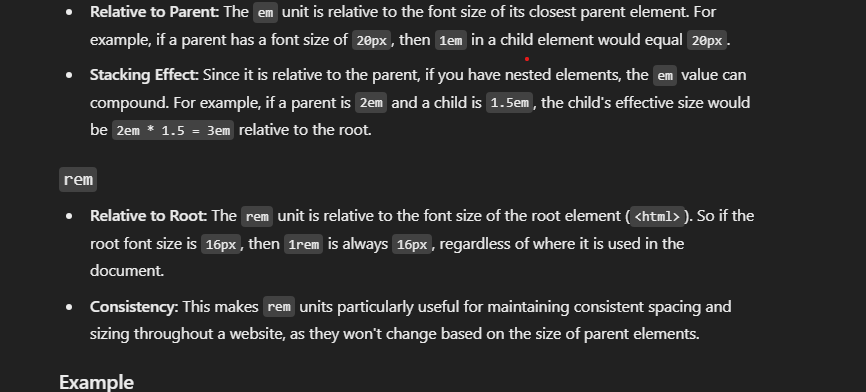 • Relative to Parent: The em unit is relative to the font size of its closest parent element. For
example, if a parent has a font size of 20px, then 1em in a child element would equal 20px.
• Stacking Effect: Since it is relative to the parent, if you have nested elements, the em value can
compound. For example, if a parent is 2em and a child is 1.5em, the child's effective size would
be 2em * 1.5 = 3em relative to the root.
rem
• Relative to Root: The rem unit is relative to the font size of the root element (<html>). So if the
root font size is 16px, then 1rem is always 16px, regardless of where it is used in the
document.
• Consistency: This makes rem units particularly useful for maintaining consistent spacing and
sizing throughout a website, as they won't change based on the size of parent elements.
Example